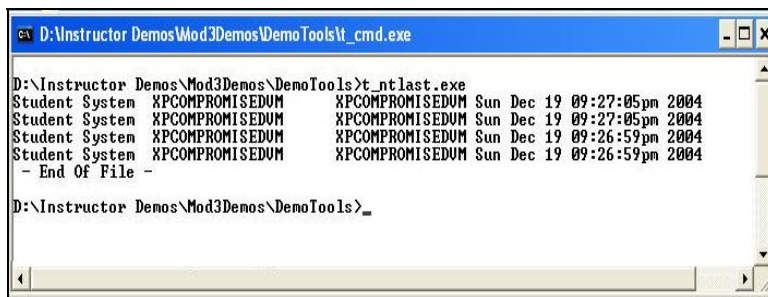 D:\Instructor Demos\Mod3Demos\DemoTools\t_cmd.exe
D:\Instructor Demos\Mod3Demos\DemoTools>t_ntlast.exe
Student System XPCOMPROMISEDVM XPCOMPROMISEDVM Sun Dec 19 09:27:05pm 2004
Student System XPCOMPROMISEDVM XPCOMPROMISEDVM Sun Dec 19 09:27:05pm 2004
Student System XPCOMPROMISEDVM XPCOMPROMISEDVM Sun Dec 19 09:26:59pm 2004
Student System XPCOMPROMISEDVM XPCOMPROMISEDVM Sun Dec 19 09:26:59pm 2004
- End Of File -
D:\Instructor Demos\Mod3Demos\DemoTools>_